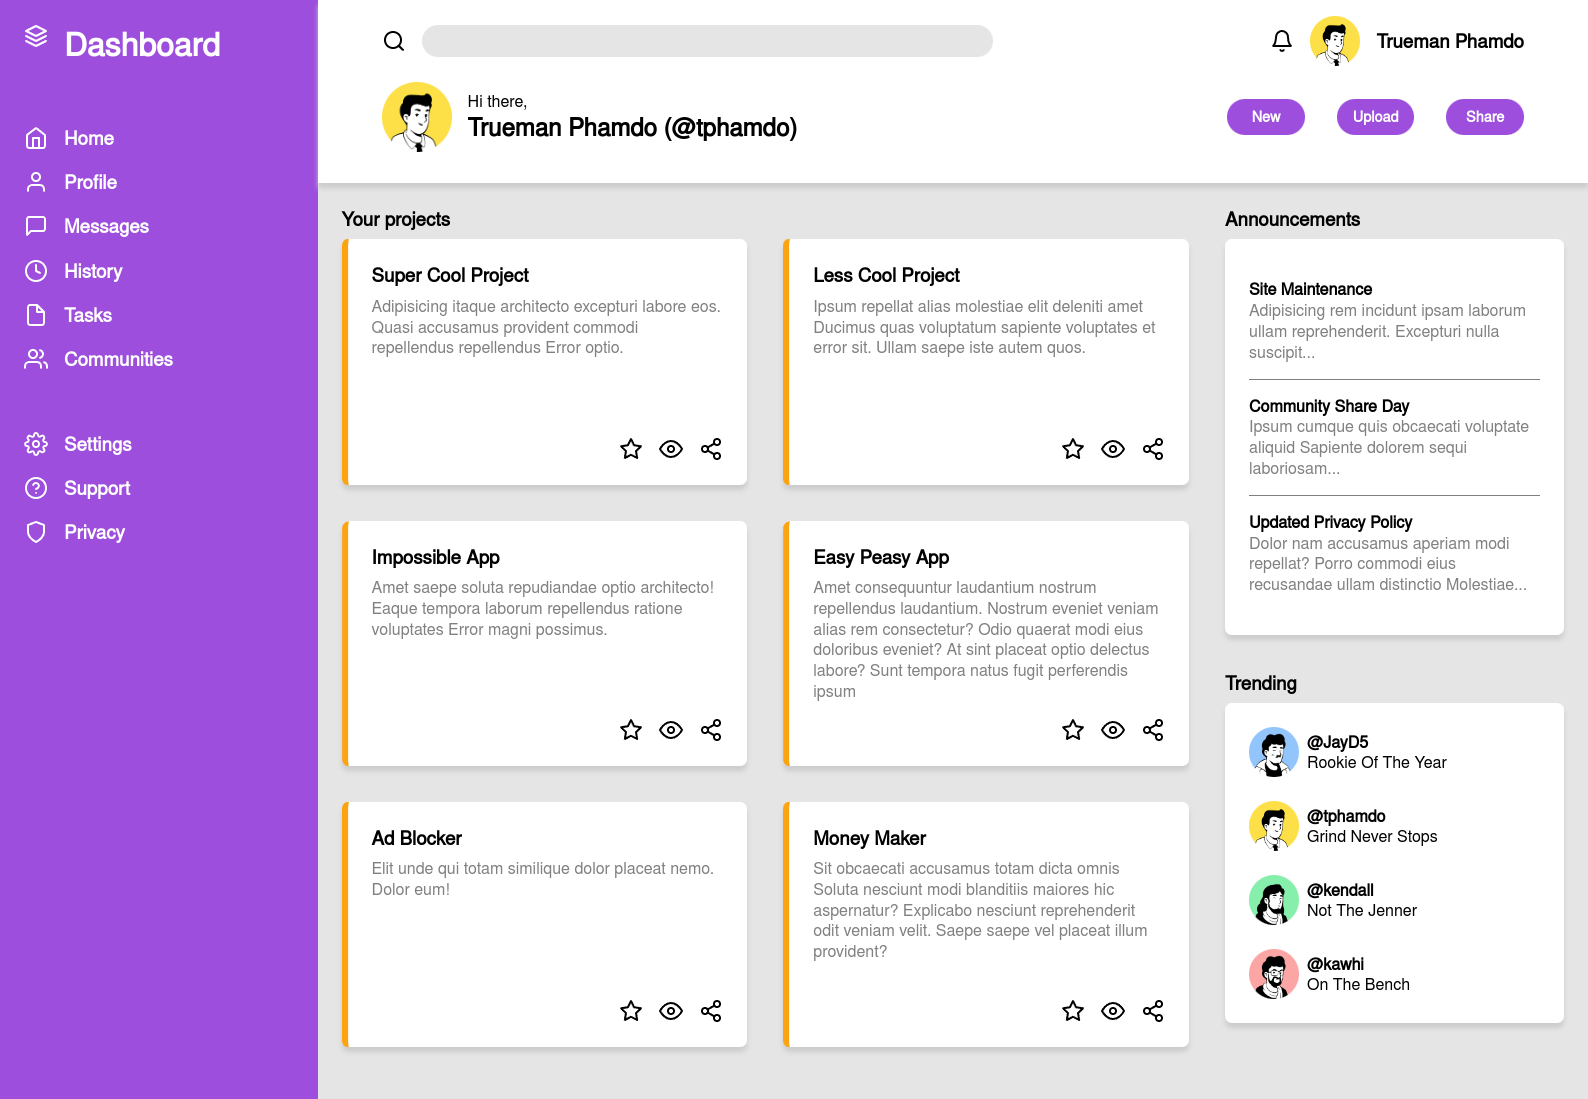 Dashboard
Home
Profile
Messages
History
Tasks
Communities
Settings
Support
Privacy
Trueman Phamdo
Hi there,
Trueman Phamdo (@tphamdo)
New
Upload
Share
Your projects
Super Cool Project
Adipisicing itaque architecto excepturi labore eos.
Quasi accusamus provident commodi
repellendus repellendus Error optio.
Less Cool Project
Ipsum repellat alias molestiae elit deleniti amet
Ducimus quas voluptatum sapiente voluptates et
error sit. Ullam saepe iste autem quos.
Impossible App
Amet saepe soluta repudiandae optio architecto!
Eaque tempora laborum repellendus ratione
voluptates Error magni possimus.
Easy Peasy App
Amet consequuntur laudantium nostrum
repellendus laudantium. Nostrum eveniet veniam
alias rem consectetur? Odio quaerat modi eius
doloribus eveniet? At sint placeat optio delectus
labore? Sunt tempora natus fugit perferendis
ipsum
Ad Blocker
Elit unde qui totam similique dolor placeat nemo.
Dolor eum!
Money Maker
Sit obcaecati accusamus totam dicta omnis
Soluta nesciunt modi blanditiis maiores hic
aspernatur? Explicabo nesciunt reprehenderit
odit veniam velit. Saepe saepe vel placeat illum
provident?
Announcements
Site Maintenance
Adipisicing rem incidunt ipsam laborum
ullam reprehenderit. Excepturi nulla
suscipit...
Community Share Day
Ipsum cumque quis obcaecati voluptate
aliquid Sapiente dolorem sequi
laboriosam...
Updated Privacy Policy
Dolor nam accusamus aperiam modi
repellat? Porro commodi eius
recusandae ullam distinctio Molestiae...
Trending
@JayD5
Rookie Of The Year
@tphamdo
Grind Never Stops
@kendall
Not The Jenner
@kawhi
On The Bench